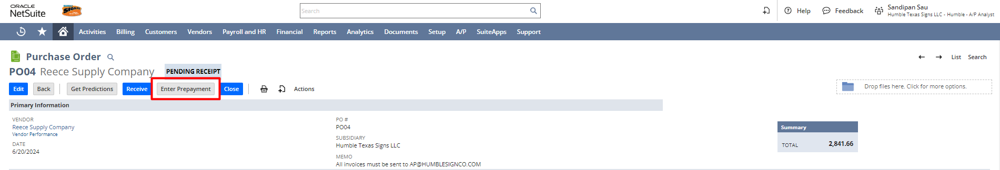 ORACLE
NetSuite
SIGNCO
Search
Help
Feedback
Sandipan Sau
Humble Texas Signs LLC - Humble - A/P Analyst
Activities
Billing
Customers
Vendors
Payroll and HR
Financial
Reports
Analytics
Documents
Setup
A/P
SuiteApps
Support
Purchase Order
List
Search
PO04 Reece Supply Company
PENDING RECEIPT
Edit
Back
Get Predictions
Receive
Enter Prepayment
Close
Actions
Drop files here. Click for more options.
Primary Information
VENDOR
Reece Supply Company
Vendor Performance
DATE
6/20/2024
PO #
PO04
SUBSIDIARY
Humble Texas Signs LLC
MEMO
All invoices must be sent to AP@HUMBLESIGNCO.COM
Summary
TOTAL 2,841.66